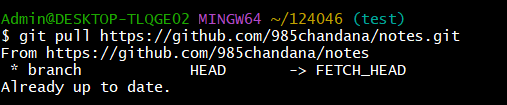 Admin@DESKTOP-TLQGE02 MINGW64 ~/124046 (test)
$ git pull https://github.com/985chandana/notes.git
From https://github.com/985chandana/notes
 * branch            HEAD       -> FETCH_HEAD
Already up to date.